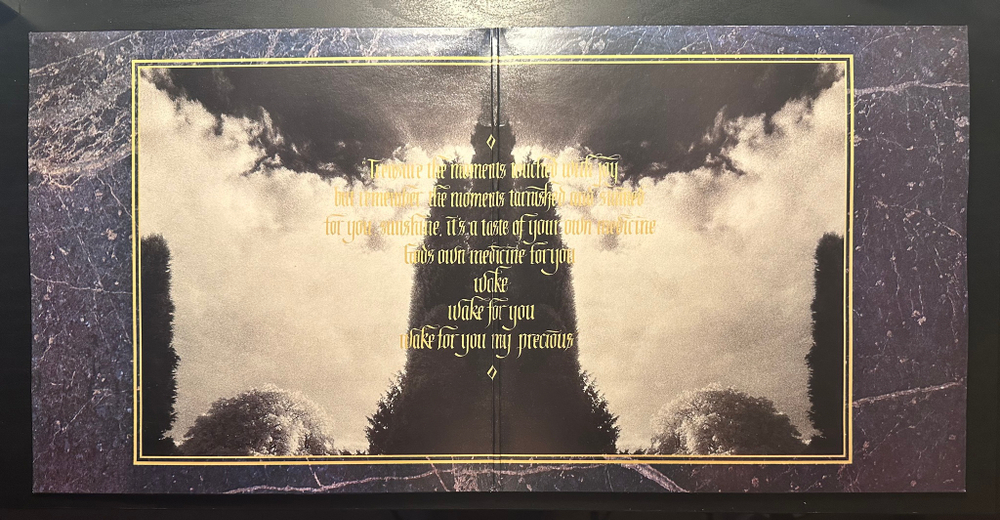 Treasure the moments touched with joy
but remember the moments tarnished and stained
for you, sunshine, it's a taste of your own medicine
Gods own medicine for you
wake
wake for you
wake for you my precious